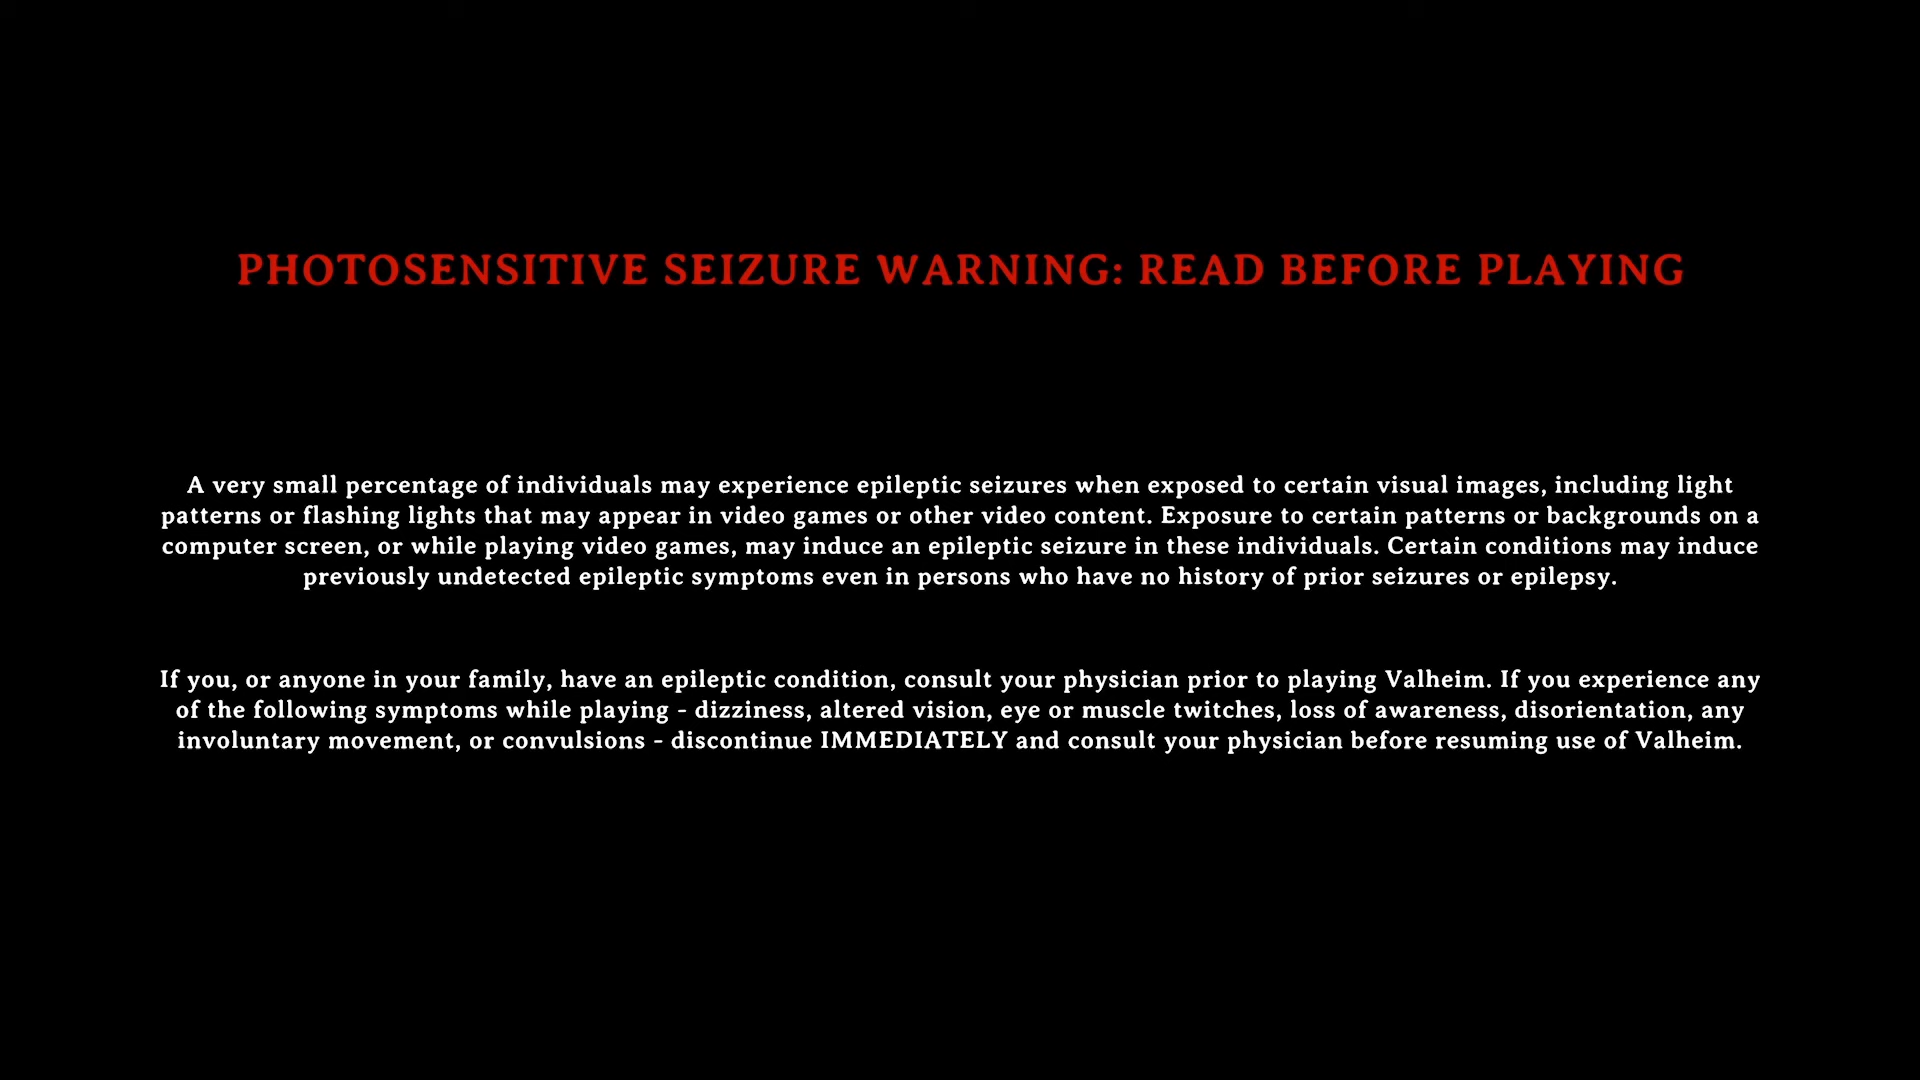 PHOTOSENSITIVE SEIZURE WARNING: READ BEFORE PLAYING
A very small percentage of individuals may experience epileptic seizures when exposed to certain visual images, including light
patterns or flashing lights that may appear in video games or other video content. Exposure to certain patterns or backgrounds on a
computer screen, or while playing video games, may induce an epileptic seizure in these individuals. Certain conditions may induce
previously undetected epileptic symptoms even in persons who have no history of prior seizures or epilepsy.
If you, or anyone in your family, have an epileptic condition, consult your physician prior to playing Valheim. If you experience any
of the following symptoms while playing - dizziness, altered vision, eye or muscle twitches, loss of awareness, disorientation, any
involuntary movement, or convulsions - discontinue IMMEDIATELY and consult your physician before resuming use of Valheim.